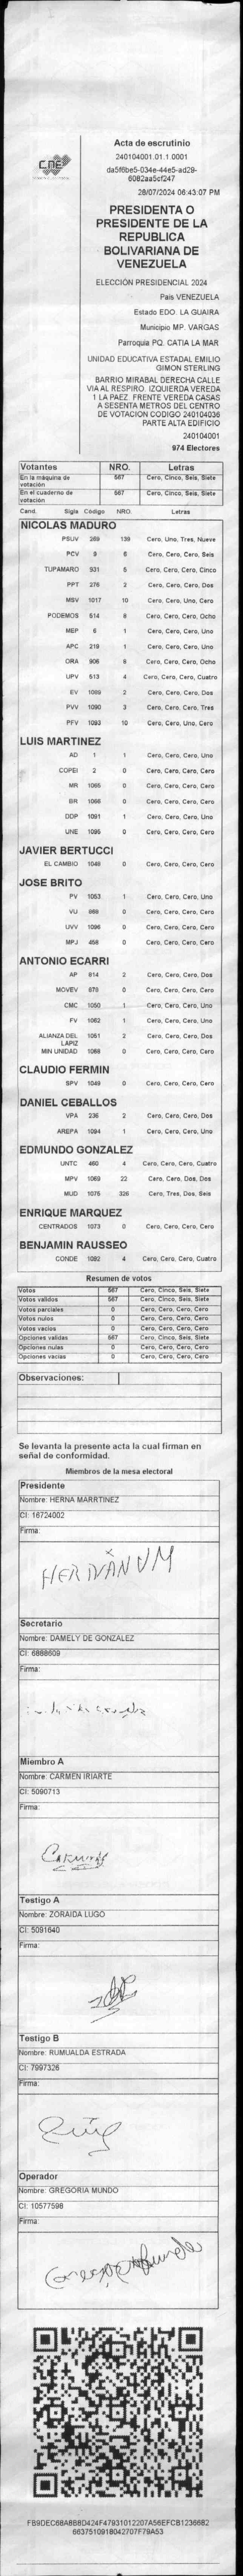 CNE
Acta de escrutinio
240104001.01.1.0001
da5f6be5-034e-44e5-ad29-
6082aa5cf247
28/07/2024 06:43:07 PM
PRESIDENTA O
PRESIDENTE DE LA
REPUBLICA
BOLIVARIANA DE
VENEZUELA
ELECCIÓN PRESIDENCIAL 2024
Pais VENEZUELA
Estado EDO. LA GUAIRA
Municipio MP. VARGAS
Parroquia PQ. CATIA LA MAR
UNIDAD EDUCATIVA ESTADAL EMILIO
GIMON STERLING
BARRIO MIRABAL DERECHA CALLE
VIA AL RESPIRO. IZQUIERDA VEREDA
1 LA PAEZ. FRENTE VEREDA CASAS
A SESENTA METROS DEL CENTRO
DE VOTACION CODIGO 240104036
PARTE ALTA EDIFICIO
240104001
974 Electores
Votantes NRO. Letras
En la máquina de votación 567 Cero, Cinco, Seis, Siete
En el cuaderno de votación 567 Cero, Cinco, Seis, Siete
Cand. Sigla Código NRO. Letras
NICOLAS MADURO
PSUV 269 139 Cero, Uno, Tres, Nueve
PCV 9 6 Cero, Cero, Cero, Seis
TUPAMARO 931 5 Cero, Cero, Cero, Cinco
PPT 276 2 Cero, Cero, Cero, Dos
MSV 1017 10 Cero, Cero, Uno, Cero
PODEMOS 514 8 Cero, Cero, Cero, Ocho
MEP 6 1 Cero, Cero, Cero, Uno
APC 218 1 Cero, Cero, Cero, Uno
ORA 906 8 Cero, Cero, Cero, Ocho
UPV 513 4 Cero, Cero, Cero, Cuatro
EV 1089 2 Cero, Cero, Cero, Dos
PVV 1090 3 Cero, Cero, Cero, Tres
PFV 1093 10 Cero, Cero, Uno, Cero
LUIS MARTINEZ
AD 1 1 Cero, Cero, Cero, Uno
COPEI 2 0 Cero, Cero, Cero, Cero
MR 1065 0 Cero, Cero, Cero, Cero
BR 1066 0 Cero, Cero, Cero, Cero
DDP 1091 1 Cero, Cero, Cero, Uno
UNE 1095 0 Cero, Cero, Cero, Cero
JAVIER BERTUCCI
EL CAMBIO 1048 0 Cero, Cero, Cero, Cero
JOSE BRITO
PV 1053 1 Cero, Cero, Cero, Uno
VU 868 0 Cero, Cero, Cero, Cero
UVV 1096 0 Cero, Cero, Cero, Cero
MPJ 458 0 Cero, Cero, Cero, Cero
ANTONIO ECARRI
AP 814 2 Cero, Cero, Cero, Dos
MOVEV 679 0 Cero, Cero, Cero, Cero
CMC 1050 1 Cero, Cero, Cero, Uno
FV 1062 1 Cero, Cero, Cero, Uno
ALIANZA DEL LAPIZ 1051 2 Cero, Cero, Cero, Dos
MIN UNIDAD 1068 0 Cero, Cero, Cero, Cero
CLAUDIO FERMIN
SPV 1049 0 Cero, Cero, Cero, Cero
DANIEL CEBALLOS
VPA 236 2 Cero, Cero, Cero, Dos
AREPA 1094 1 Cero, Cero, Cero, Uno
EDMUNDO GONZALEZ
UNTC 460 4 Cero, Cero, Cero, Cuatro
MPV 1069 22 Cero, Cero, Dos, Dos
MUD 1075 326 Cero, Tres, Dos, Seis
ENRIQUE MARQUEZ
CENTRADOS 1073 0 Cero, Cero, Cero, Cero
BENJAMIN RAUSSEO
CONDE 1082 4 Cero, Cero, Cero, Cuatro
Resumen de votos
Votos 567 Cero, Cinco, Seis, Siete
Votos validos 567 Cero, Cinco, Seis, Siete
Votos parciales 0 Cero, Cero, Cero, Cero
Votos nulos 0 Cero, Cero, Cero, Cero
Votos vacios 0 Cero, Cero, Cero, Cero
Opciones validas 567 Cero, Cinco, Seis, Siete
Opciones nulas 0 Cero, Cero, Cero, Cero
Opciones vacias 0 Cero, Cero, Cero, Cero
Observaciones:
Se levanta la presente acta la cual firman en
señal de conformidad.
Miembros de la mesa electoral
Presidente
Nombre: HERNA MARRTINEZ
CI: 16724002
Firma:
Secretario
Nombre: DAMELY DE GONZALEZ
CI: 6888609
Firma:
Miembro A
Nombre: CARMEN IRIARTE
CI: 5090713
Firma:
Testigo A
Nombre: ZORAIDA LUGO
CI: 5091640
Firma:
Testigo B
Nombre: RUMUALDA ESTRADA
CI: 7997326
Firma:
Operador
Nombre: GREGORIA MUNDO
CI: 10577598
Firma:
FB9DEC68A8B8D424F47931012207A56EFCB1236682
6637510918042707F79A53